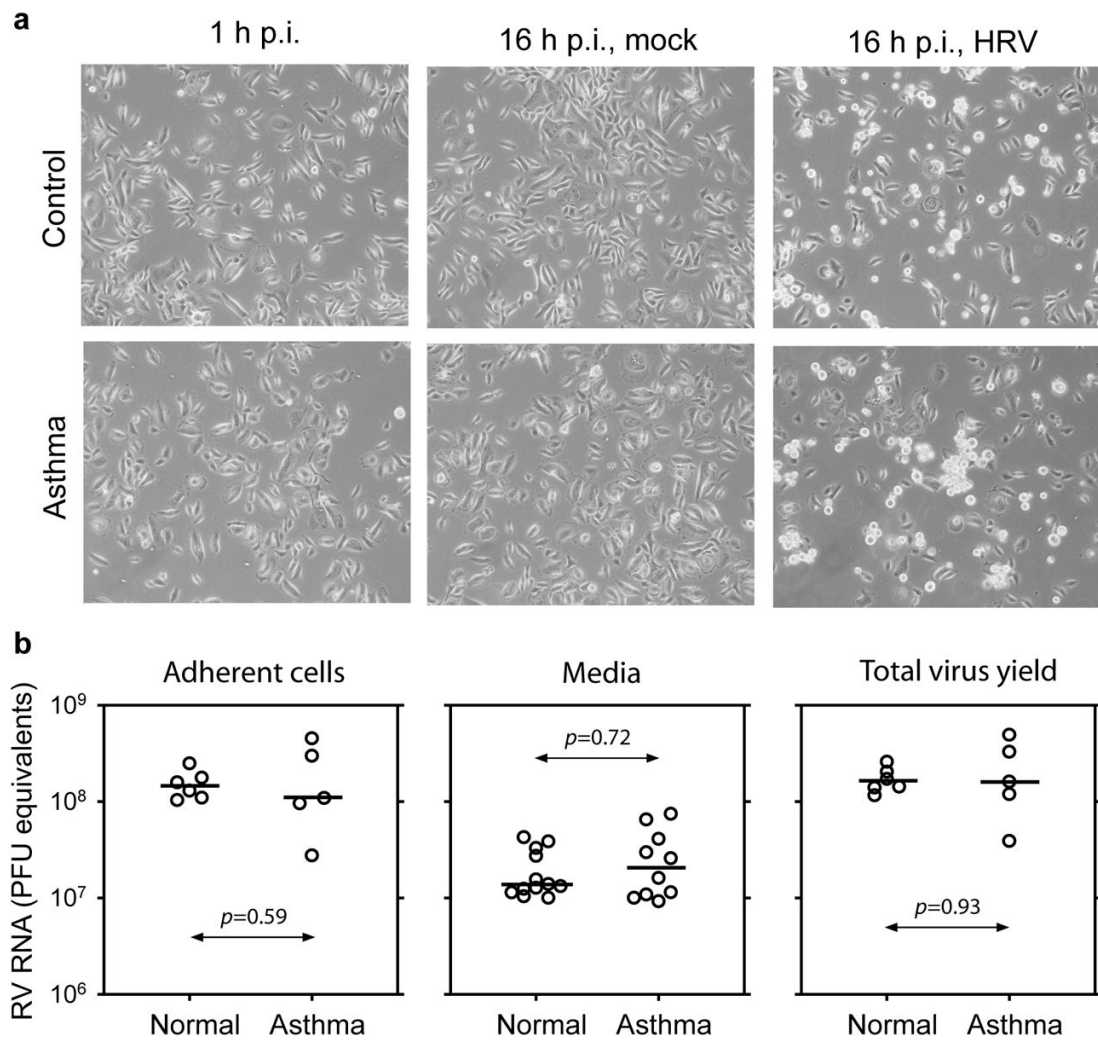 a
1 h p.i.
16 h p.i., mock
16 h p.i., HRV
Control
Asthma
b
Adherent cells
Media
Total virus yield
RV RNA (PFU equivalents)
10⁹
10⁸
10⁷
10⁶
p=0.59
p=0.72
p=0.93
Normal Asthma
Normal Asthma
Normal Asthma